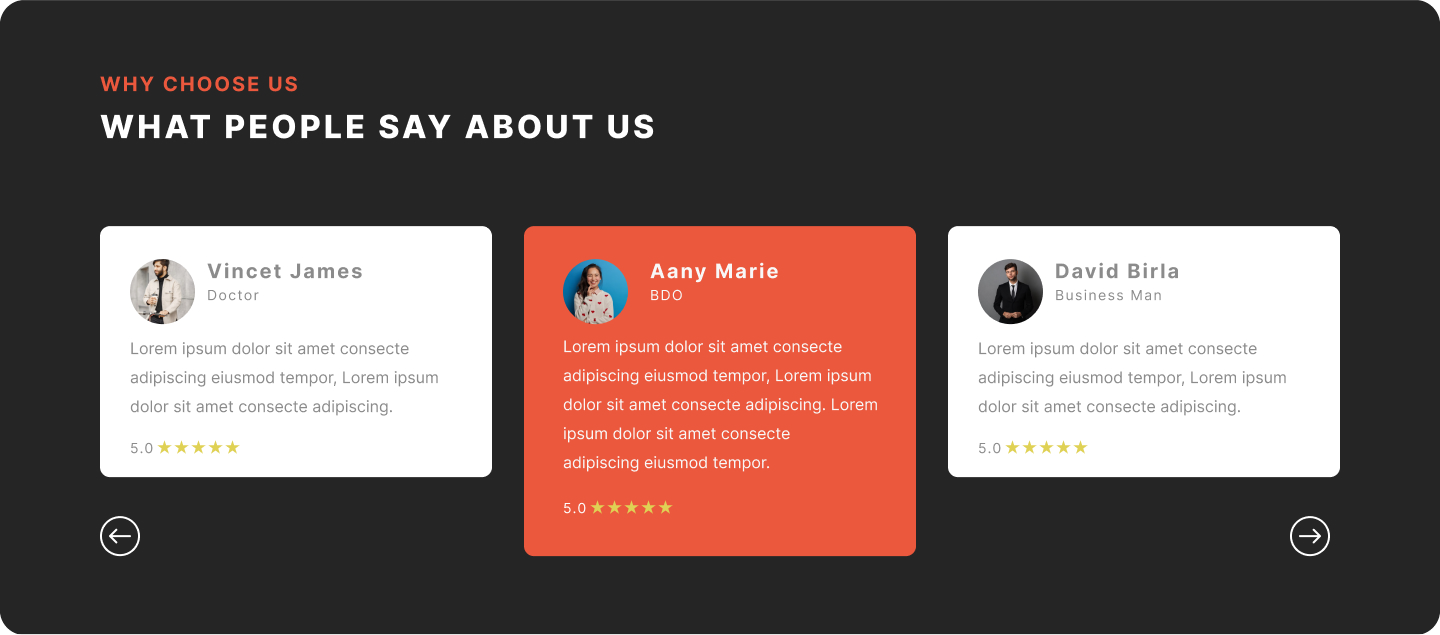 WHY CHOOSE US
WHAT PEOPLE SAY ABOUT US
Vincet James
Doctor
Lorem ipsum dolor sit amet consecte
adipiscing eiusmod tempor, Lorem ipsum
dolor sit amet consecte adipiscing.
5.0 ★★★★★
Aany Marie
BDO
Lorem ipsum dolor sit amet consecte
adipiscing eiusmod tempor, Lorem ipsum
dolor sit amet consecte adipiscing. Lorem
ipsum dolor sit amet consecte
adipiscing eiusmod tempor.
5.0 ★★★★★
David Birla
Business Man
Lorem ipsum dolor sit amet consecte
adipiscing eiusmod tempor, Lorem ipsum
dolor sit amet consecte adipiscing.
5.0 ★★★★★